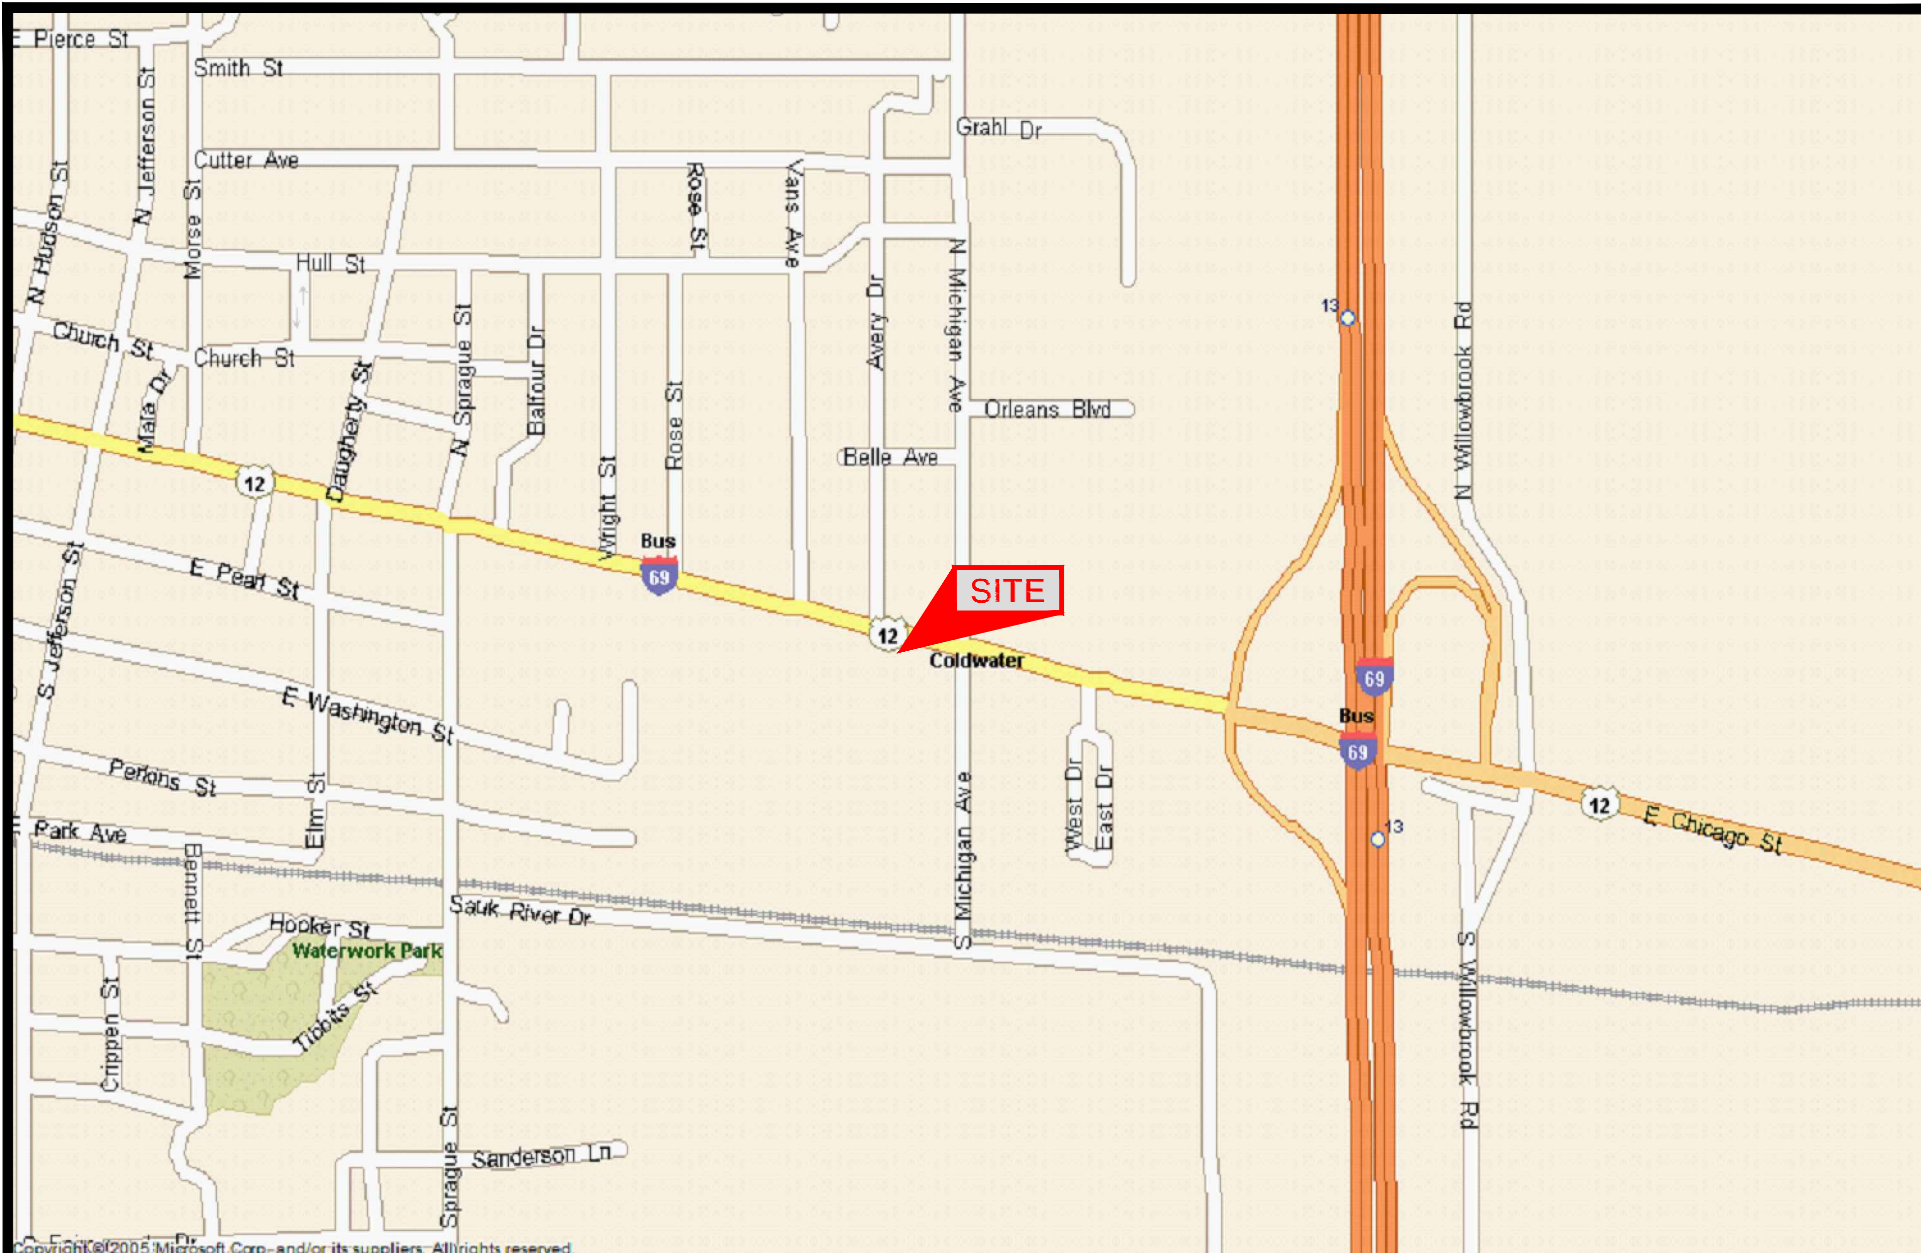 E Pierce St
Smith St
N Jefferson St
Grahl Dr
Cutter Ave
N Hudson St
Morse St
Rose St
Vans Ave
Hull St
N Michigan Ave
Avery Dr
13
N Willowbrook Rd
Church St
Church St
N Sprague St
Balfour Dr
Mala Dr
Daugherty St
Rose St
Orleans Blvd
Belle Ave
12
Wright St
Bus
69
E Pearl St
SITE
12
Coldwater
S Jefferson St
69
Bus
69
E Washington St
Perkins St
Elm St
West Dr
East Dr
S Michigan Ave
12
E Chicago St
13
Park Ave
Bennett St
Sauk River Dr
Hooker St
Waterwork Park
Crippen St
Tibbits St
S Willowbrook Rd
Sprague St
Sanderson Ln
Dr
Copyright © 2005 Microsoft Corp. and/or its suppliers. All rights reserved.